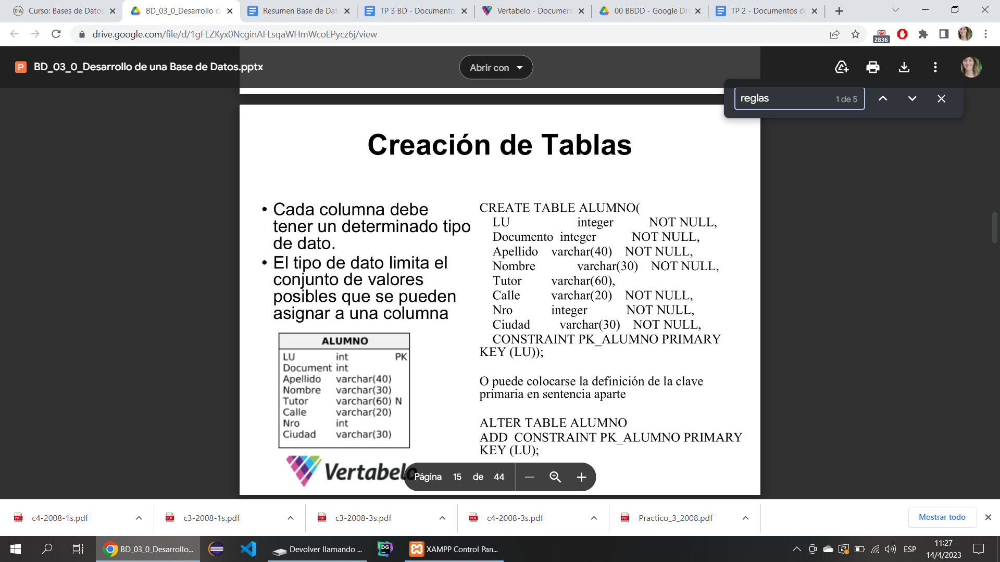 Curso: Bases de Datos
BD_03_0_Desarrollo de
Resumen Base de Dat
TP 3 BD - Documento
Vertabelo - Document
00 BBDD - Google Dri
TP 2 - Documentos de
drive.google.com/file/d/1gFLZKyx0NcginAFLsqaWHmWcoEPycz6j/view
2836
P
BD_03_0_Desarrollo de una Base de Datos.pptx
Abrir con
reglas
1 de 5
Creación de Tablas
• Cada columna debe
tener un determinado tipo
de dato.
• El tipo de dato limita el
conjunto de valores
posibles que se pueden
asignar a una columna
ALUMNO
LU int PK
Document int
Apellido varchar(40)
Nombre varchar(30)
Tutor varchar(60) N
Calle varchar(20)
Nro int
Ciudad varchar(30)
Vertabelo
CREATE TABLE ALUMNO(
LU integer NOT NULL,
Documento integer NOT NULL,
Apellido varchar(40) NOT NULL,
Nombre varchar(30) NOT NULL,
Tutor varchar(60),
Calle varchar(20) NOT NULL,
Nro integer NOT NULL,
Ciudad varchar(30) NOT NULL,
CONSTRAINT PK_ALUMNO PRIMARY
KEY (LU));
O puede colocarse la definición de la clave
primaria en sentencia aparte
ALTER TABLE ALUMNO
ADD CONSTRAINT PK_ALUMNO PRIMARY
KEY (LU);
Página 15 de 44
c4-2008-1s.pdf
c3-2008-1s.pdf
c3-2008-3s.pdf
c4-2008-3s.pdf
Practico_3_2008.pdf
Mostrar todo
BD_03_0_Desarrollo...
Devolver llamando ...
DG
XAMPP Control Pan...
ESP
11:27
14/4/2023